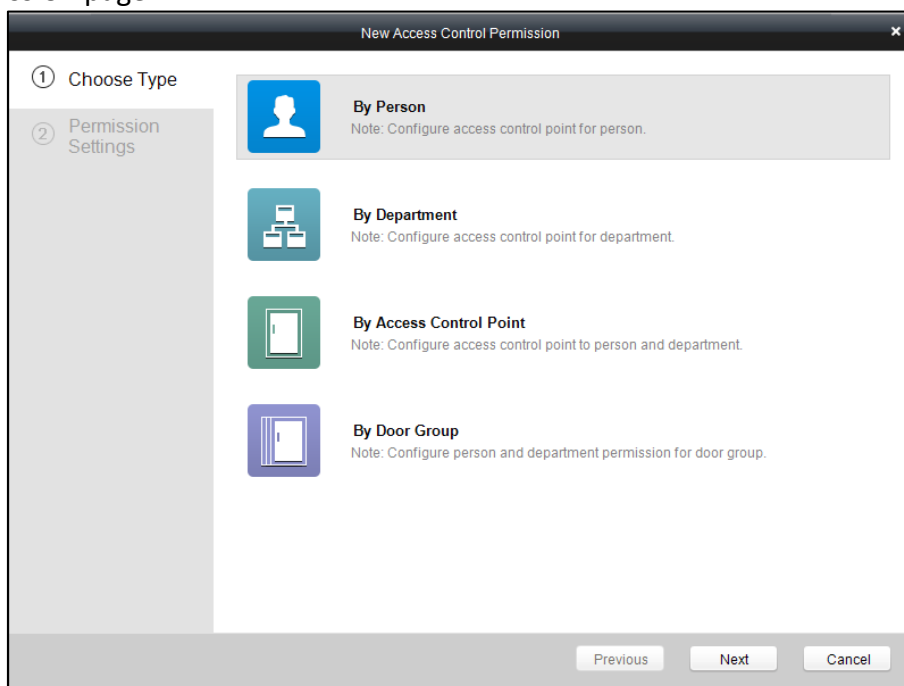 New Access Control Permission
×
1 Choose Type
2 Permission
Settings
By Person
Note: Configure access control point for person.
By Department
Note: Configure access control point for department.
By Access Control Point
Note: Configure access control point to person and department.
By Door Group
Note: Configure person and department permission for door group.
Previous Next Cancel